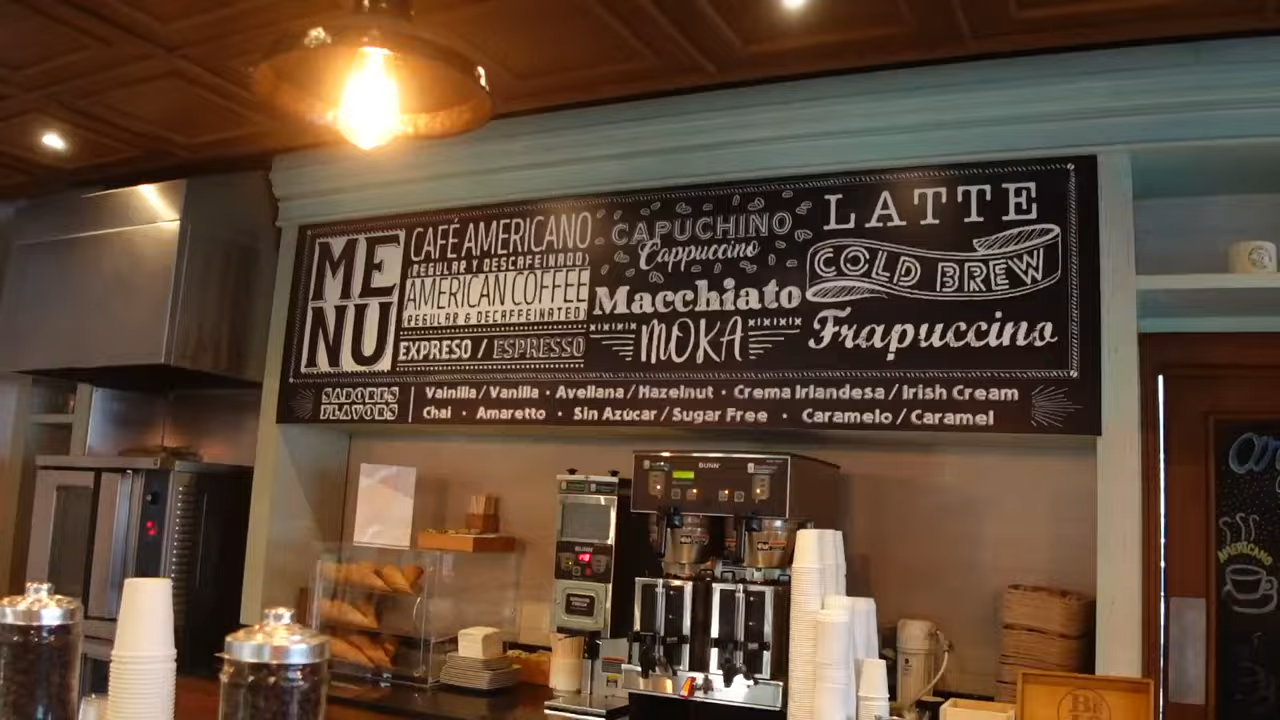 MENU
CAFÉ AMERICANO
(REGULAR Y DESCAFEINADO)
AMERICAN COFFEE
(REGULAR & DECAFFEINATED)
EXPRESO / ESPRESSO
CAPUCHINO
Cappuccino
Macchiato
MOKA
LATTE
COLD BREW
Frapuccino
SABORES
FLAVORS
Vainilla / Vanilla · Avellana / Hazelnut · Crema Irlandesa / Irish Cream
Chai · Amaretto · Sin Azúcar / Sugar Free · Caramelo / Caramel
BUNN
BUNN
AMERICANO